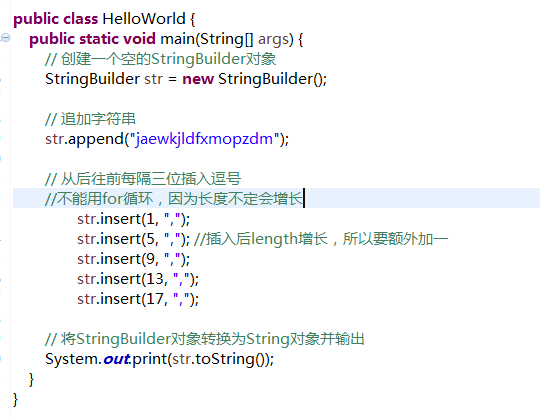 public class HelloWorld {
public static void main(String[] args) {
// 创建一个空的StringBuilder对象
StringBuilder str = new StringBuilder();
// 追加字符串
str.append("jaewkjldfxmopzdm");
// 从后往前每隔三位插入逗号
//不能用for循环，因为长度不定会增长
str.insert(1, ",");
str.insert(5, ","); //插入后length增长，所以要额外加一
str.insert(9, ",");
str.insert(13, ",");
str.insert(17, ",");
// 将StringBuilder对象转换为String对象并输出
System.out.print(str.toString());
}
}